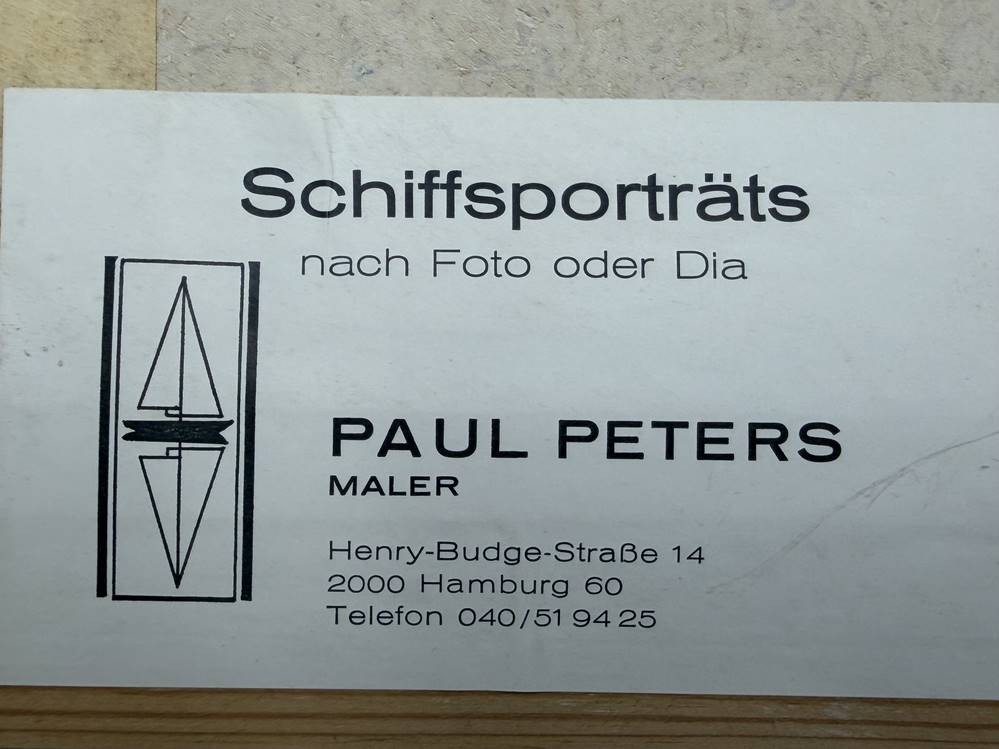 Schiffsporträts
nach Foto oder Dia
PAUL PETERS
MALER
Henry-Budge-Straße 14
2000 Hamburg 60
Telefon 040/51 94 25